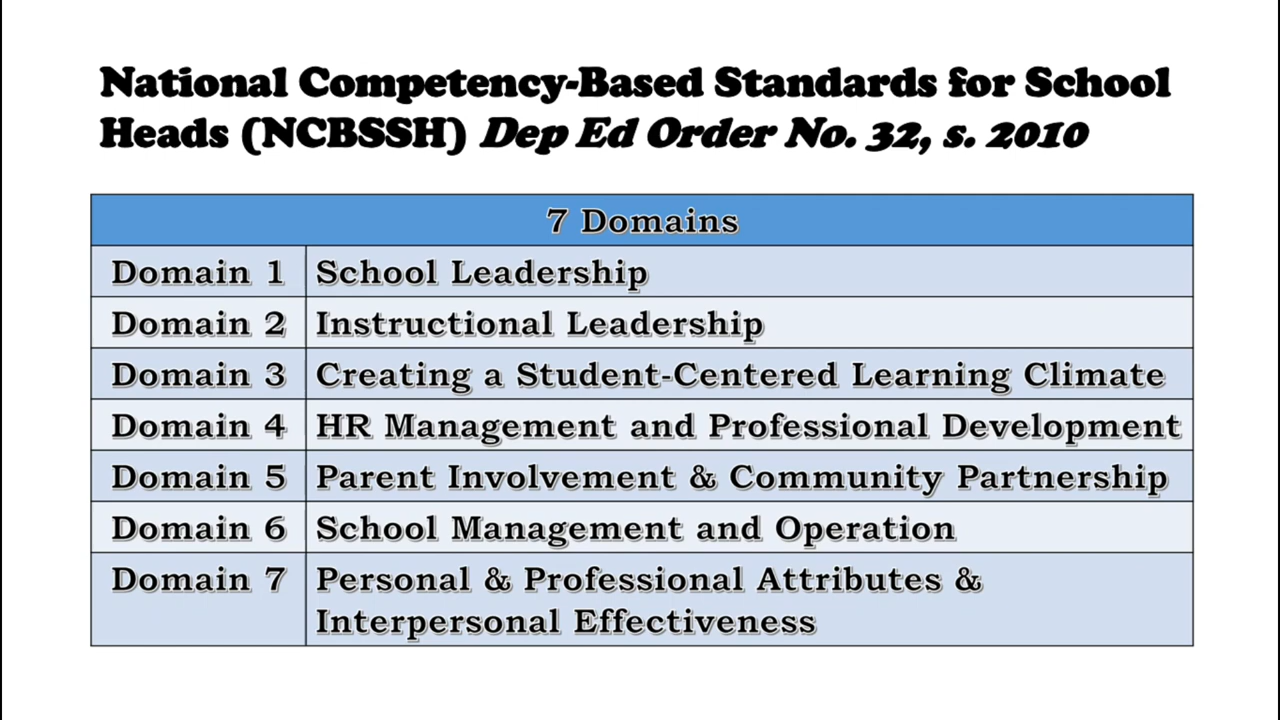 National Competency-Based Standards for School
Heads (NCBSSH) Dep Ed Order No. 32, s. 2010
7 Domains
Domain 1 School Leadership
Domain 2 Instructional Leadership
Domain 3 Creating a Student-Centered Learning Climate
Domain 4 HR Management and Professional Development
Domain 5 Parent Involvement & Community Partnership
Domain 6 School Management and Operation
Domain 7 Personal & Professional Attributes &
Interpersonal Effectiveness